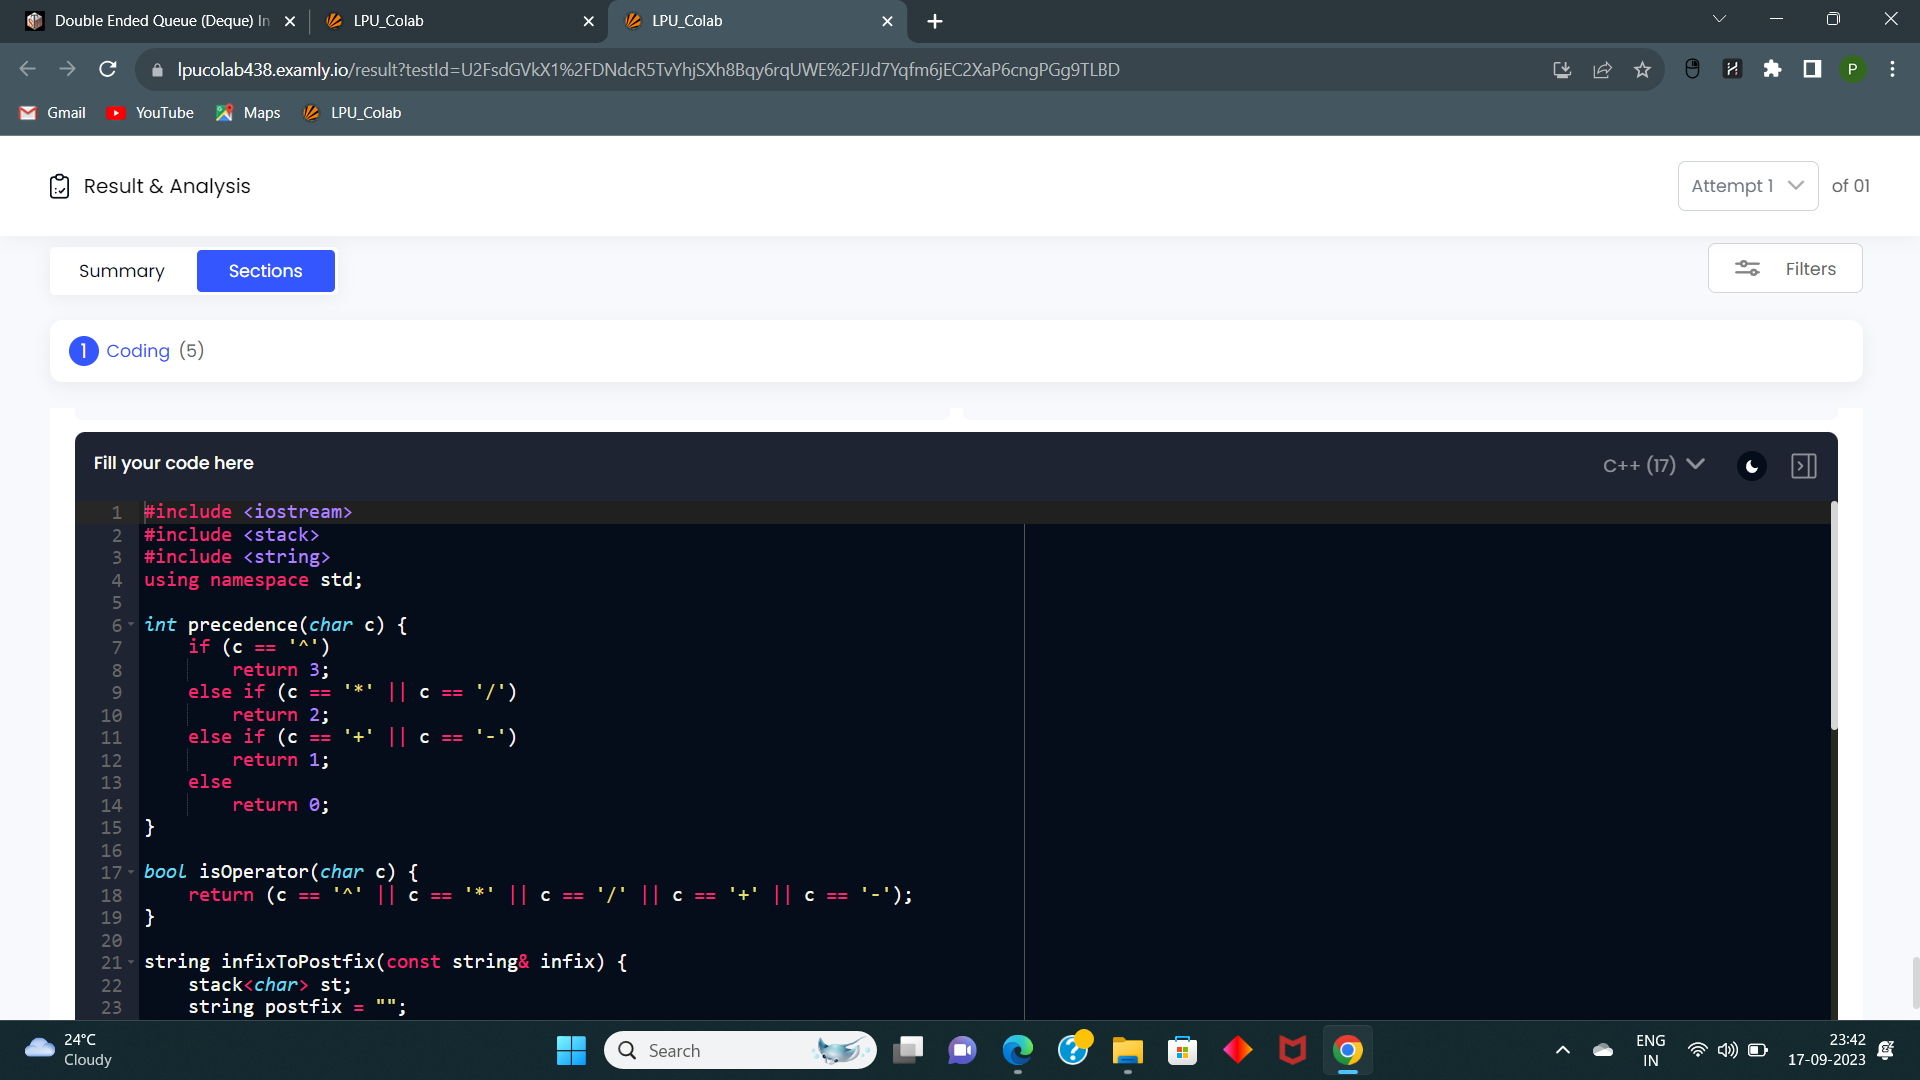 Double Ended Queue (Deque) In
LPU_Colab
LPU_Colab
lpucolab438.examly.io/result?testId=U2FsdGVkX1%2FDNdcR5TvYhjSXh8Bqy6rqUWE%2FJJd7Yqfm6jEC2XaP6cngPGg9TLBD
P
Gmail
YouTube
Maps
LPU_Colab
Result & Analysis
Attempt 1
of 01
Summary
Sections
Filters
1 Coding (5)
Fill your code here
C++ (17)
1 #include <iostream>
2 #include <stack>
3 #include <string>
4 using namespace std;
5
6 int precedence(char c) {
7 if (c == '^')
8 return 3;
9 else if (c == '*' || c == '/')
10 return 2;
11 else if (c == '+' || c == '-')
12 return 1;
13 else
14 return 0;
15 }
16
17 bool isOperator(char c) {
18 return (c == '^' || c == '*' || c == '/' || c == '+' || c == '-');
19 }
20
21 string infixToPostfix(const string& infix) {
22 stack<char> st;
23 string postfix = "";
24°C
Cloudy
Search
ENG
IN
23:42
17-09-2023